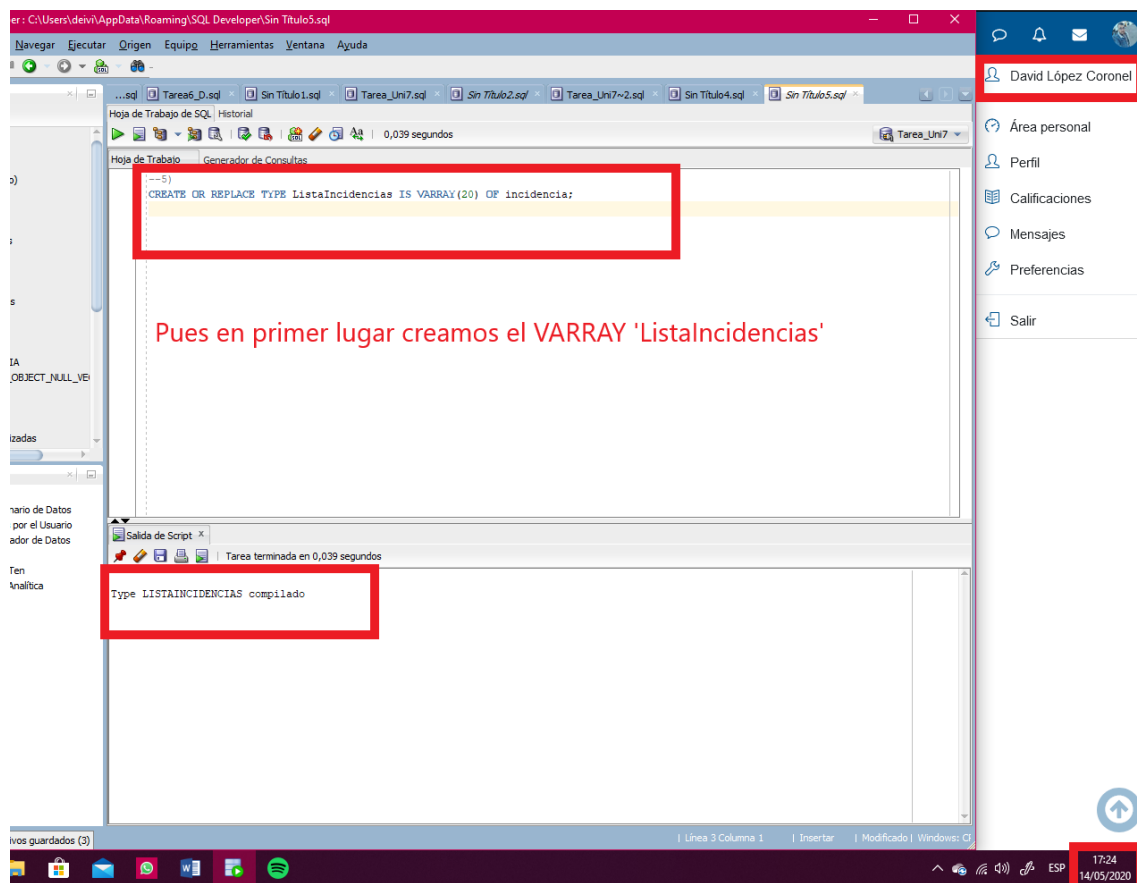 er : C:\Users\deivi\AppData\Roaming\SQL Developer\Sin Título5.sql
Navegar Ejecutar Origen Equipo Herramientas Ventana Ayuda
...sql Tarea6_D.sql Sin Título1.sql Tarea_Uni7.sql Sin Título2.sql Tarea_Uni7~2.sql Sin Título4.sql Sin Título5.sql
Hoja de Trabajo de SQL Historial
0,039 segundos
Tarea_Uni7
Hoja de Trabajo Generador de Consultas
--5)
CREATE OR REPLACE TYPE ListaIncidencias IS VARRAY(20) OF incidencia;
Pues en primer lugar creamos el VARRAY 'ListaIncidencias'
o)
s
s
IA
_OBJECT_NULL_VE
izadas
nario de Datos
por el Usuario
ador de Datos
Ten
Analítica
Salida de Script
Tarea terminada en 0,039 segundos
Type LISTAINCIDENCIAS compilado
ivos guardados (3)
Línea 3 Columna 1 | Insertar | Modificado | Windows:
David López Coronel
Área personal
Perfil
Calificaciones
Mensajes
Preferencias
Salir
ESP
17:24
14/05/2020